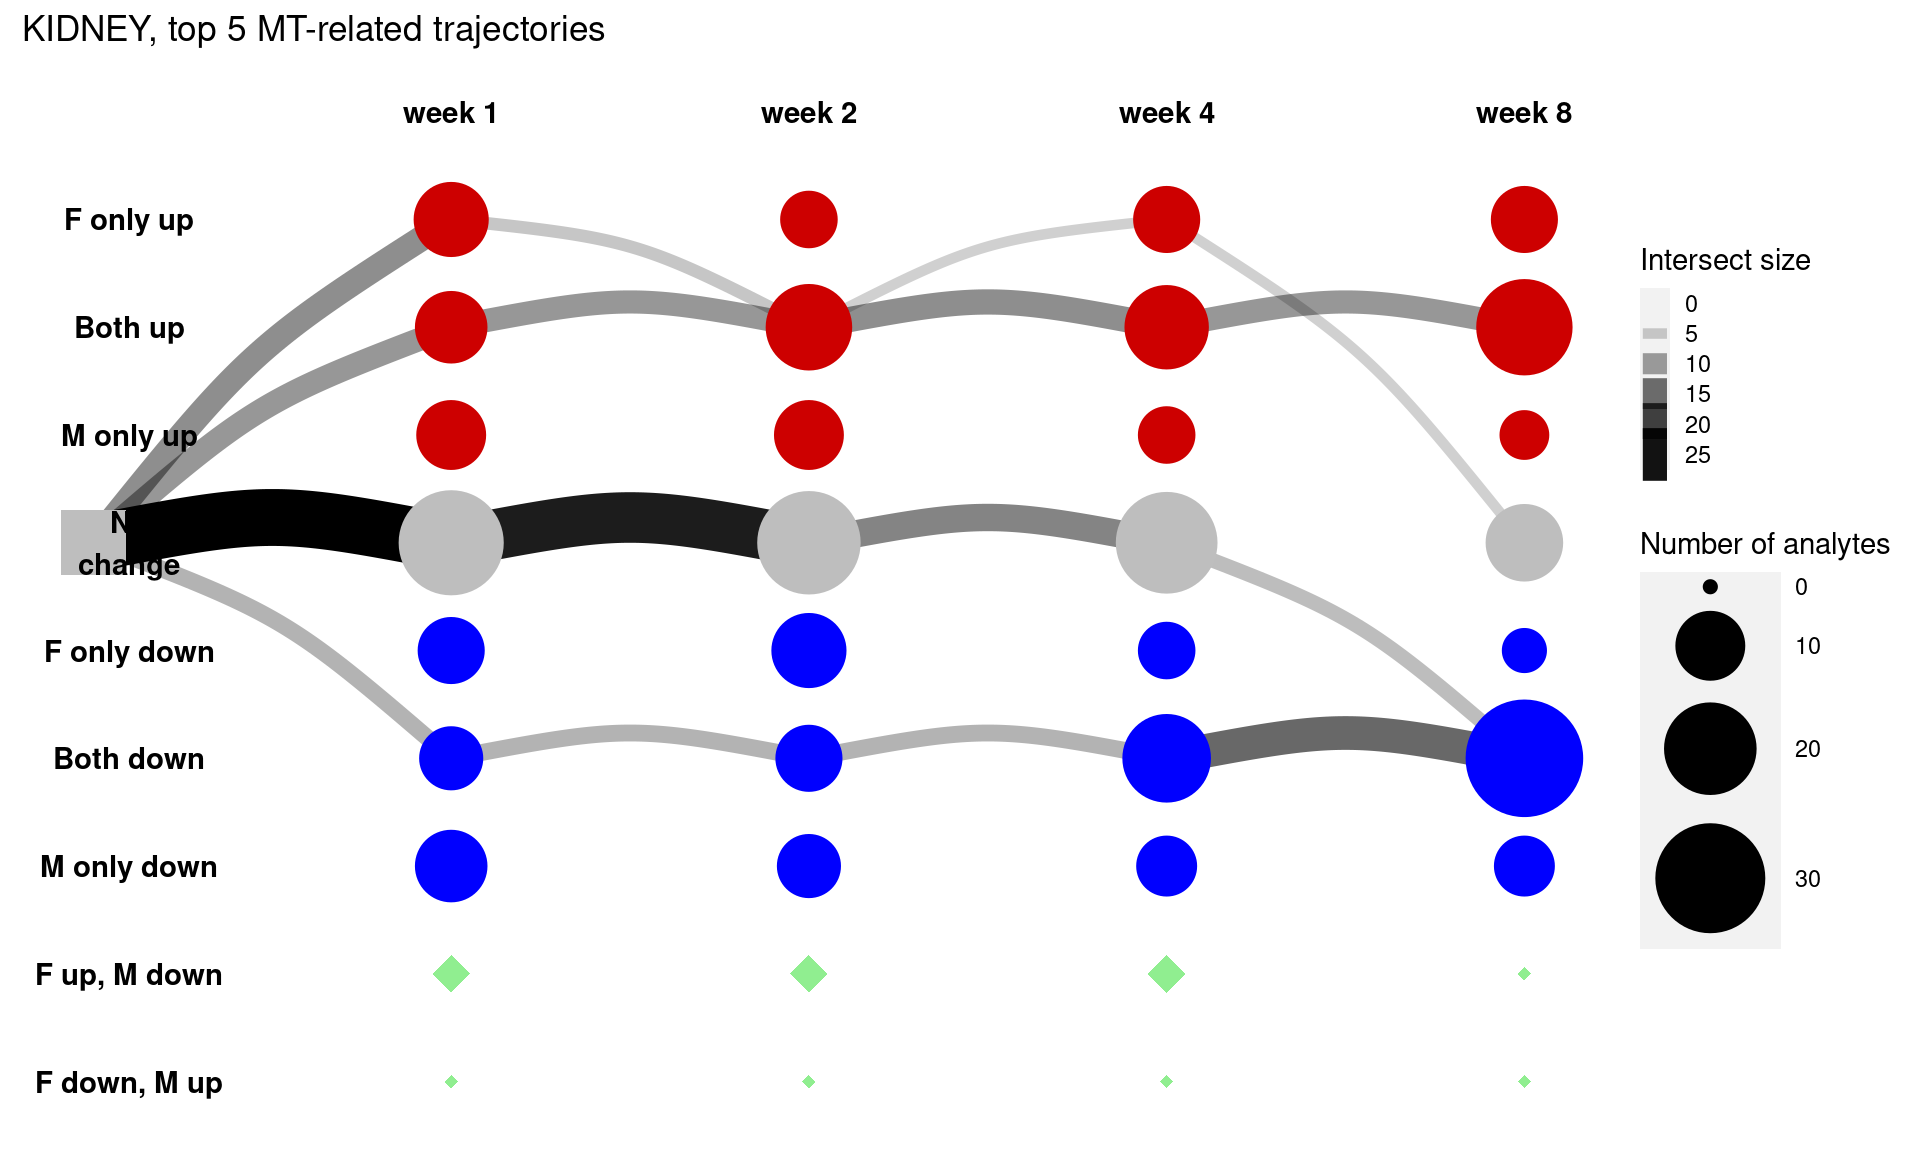 KIDNEY, top 5 MT-related trajectories
week 1
week 2
week 4
week 8
F only up
Both up
M only up
change
F only down
Both down
M only down
F up, M down
F down, M up
Intersect size
0
5
10
15
20
25
Number of analytes
0
10
20
30